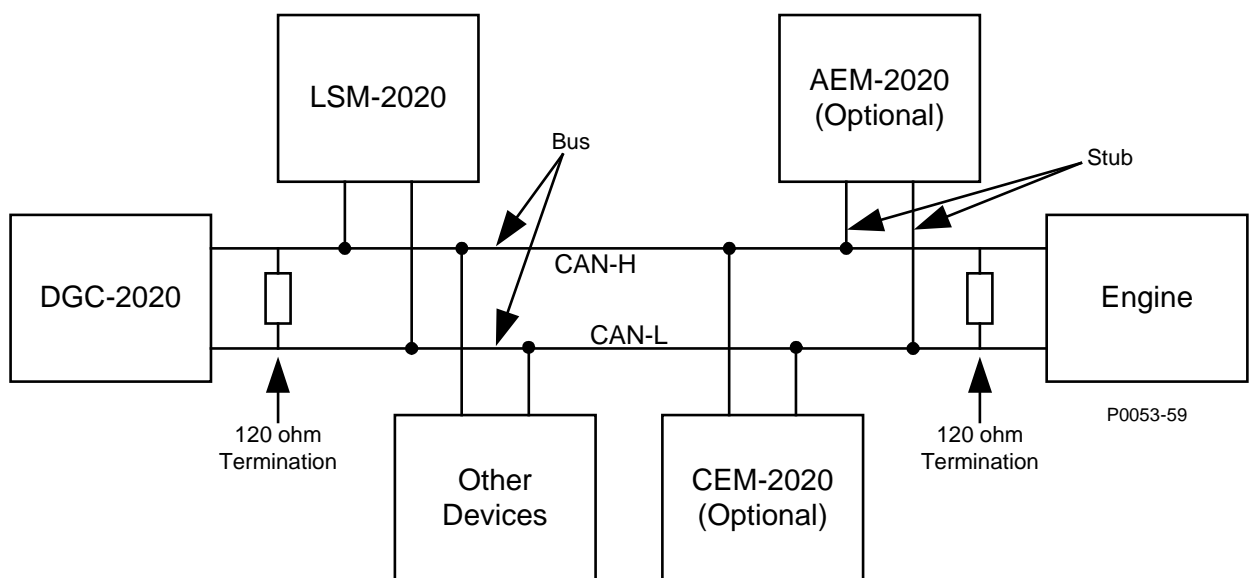 LSM-2020
AEM-2020
(Optional)
Bus
Stub
DGC-2020
CAN-H
CAN-L
Engine
P0053-59
120 ohm
Termination
Other
Devices
CEM-2020
(Optional)
120 ohm
Termination